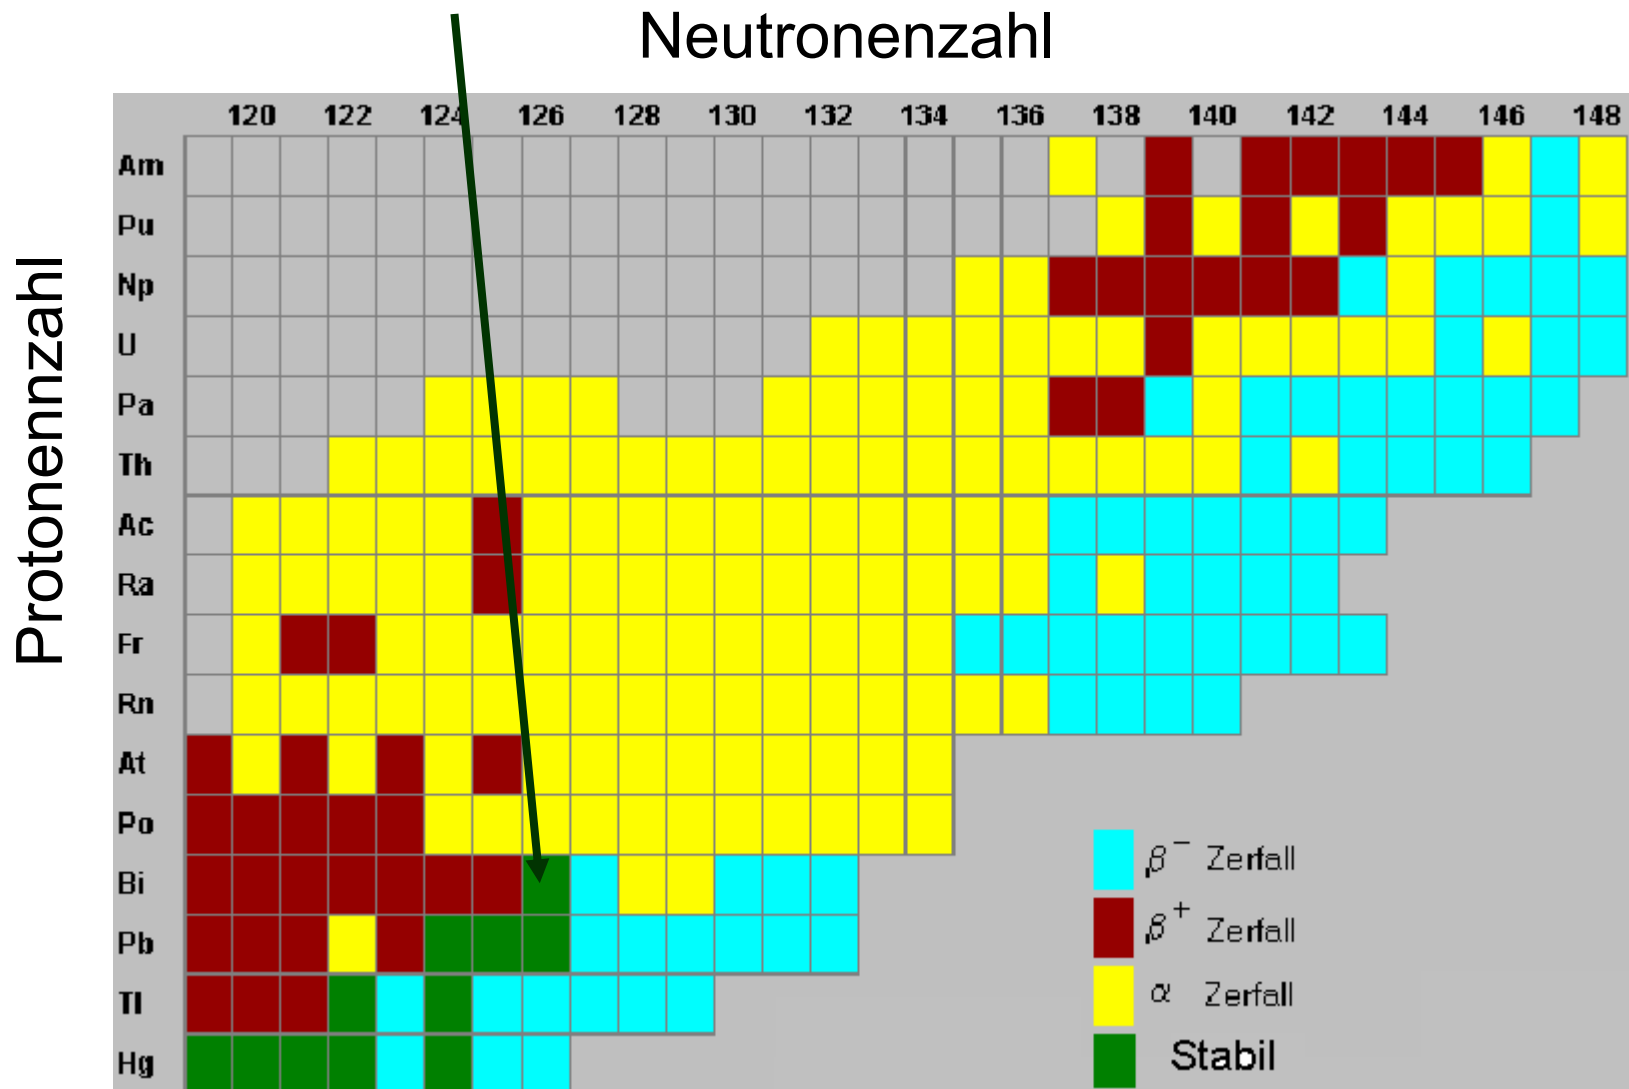 Neutronenzahl
Protonennzahl
120 122 124 126 128 130 132 134 136 138 140 142 144 146 148
Am
Pu
Np
U
Pa
Th
Ac
Ra
Fr
Rn
At
Po
Bi
Pb
Tl
Hg
β⁻ Zerfall
β⁺ Zerfall
α Zerfall
Stabil